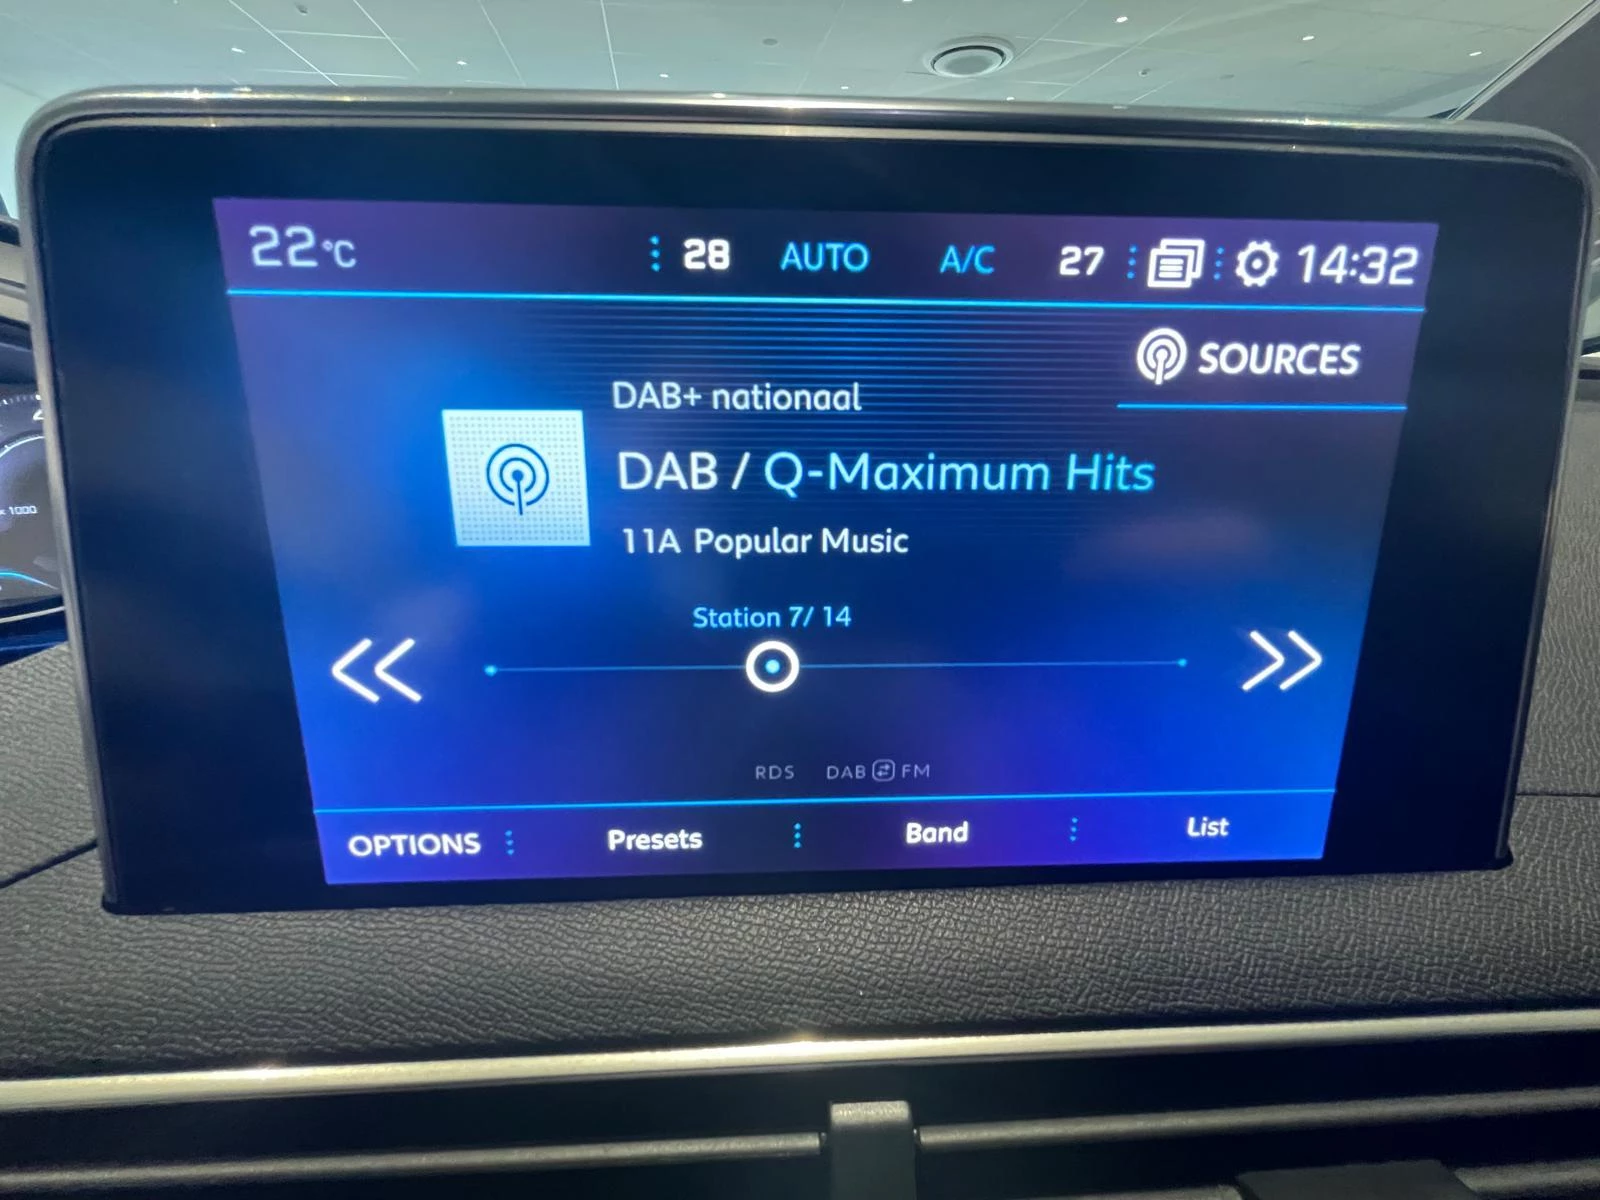 22°C 28 AUTO A/C 27 14:32
SOURCES
DAB+ nationaal
DAB / Q-Maximum Hits
11A Popular Music
Station 7/ 14
RDS DAB FM
OPTIONS Presets Band List
x 1000